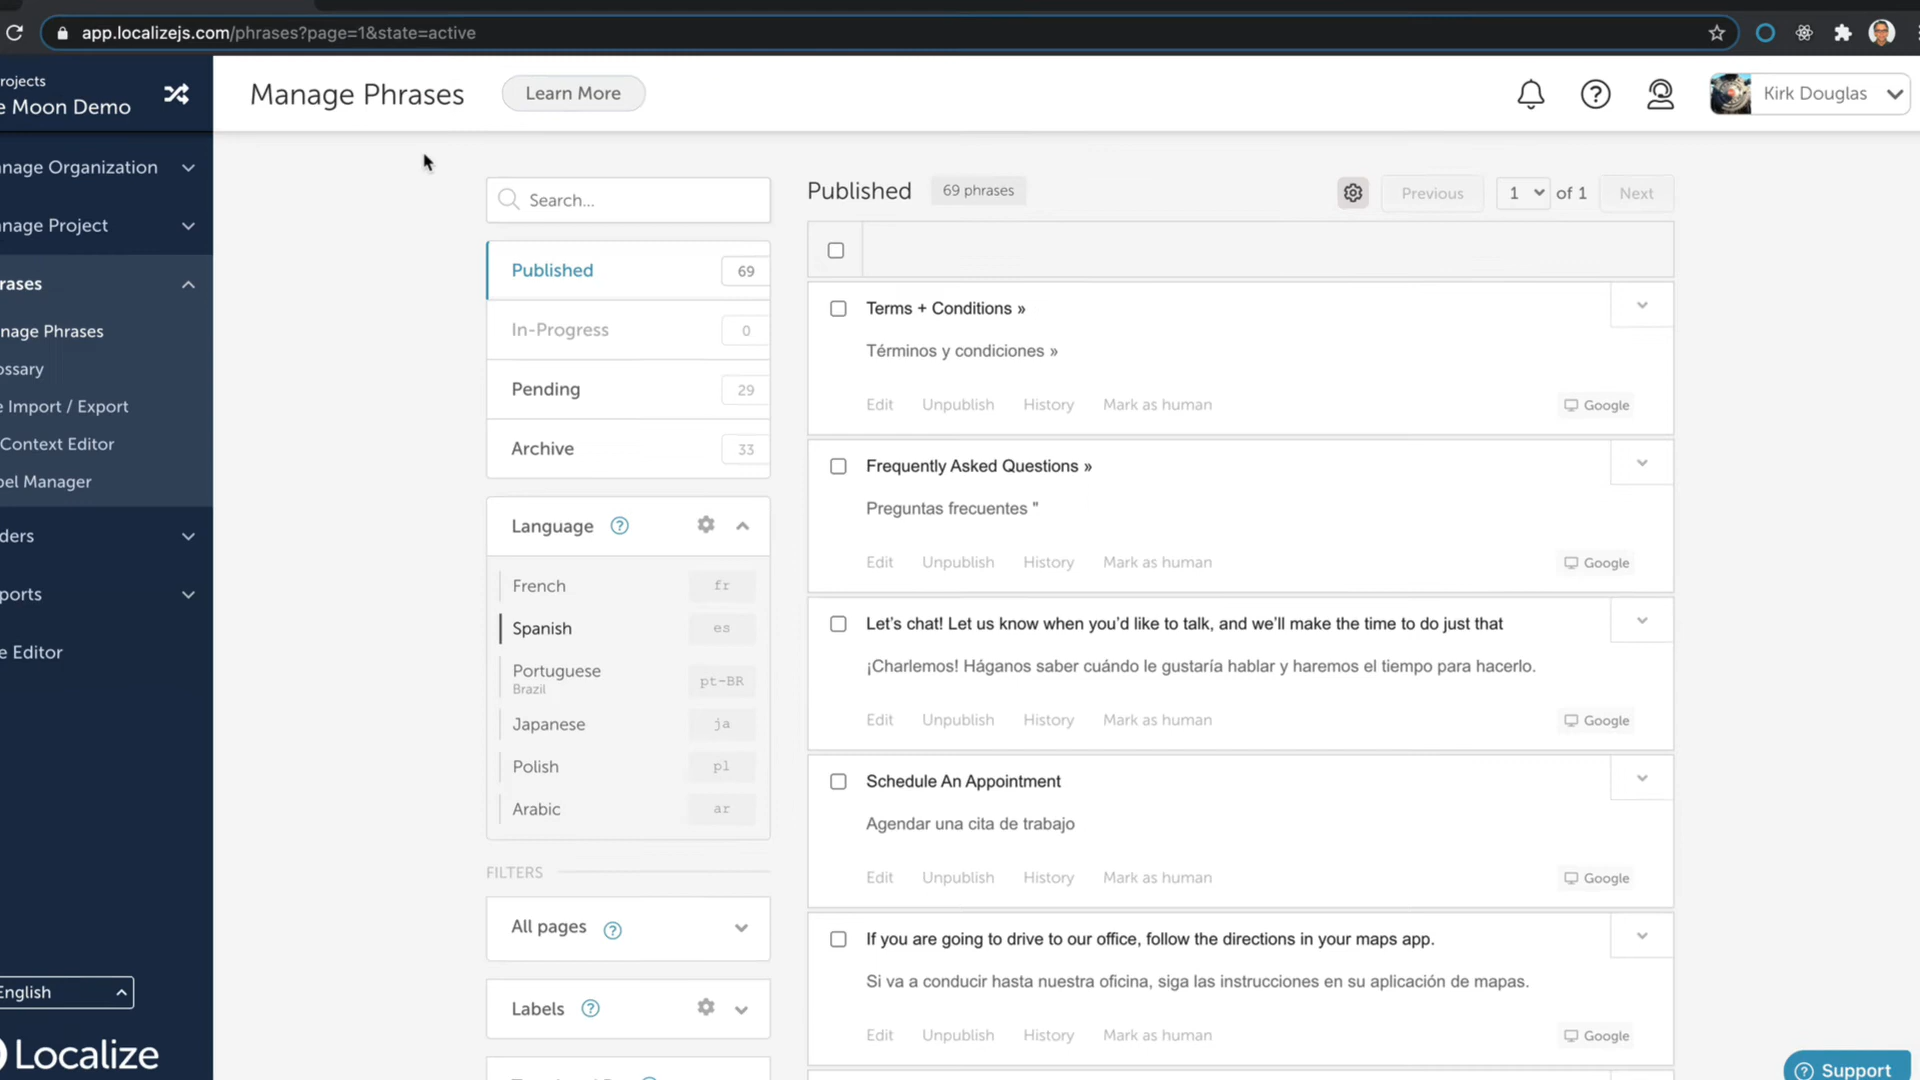 app.localizejs.com/phrases?page=1&state=active
rojects
e Moon Demo
Manage Phrases
Learn More
Kirk Douglas
nage Organization
nage Project
rases
nage Phrases
ossary
e Import / Export
Context Editor
bel Manager
ders
ports
e Editor
English
Localize
Search...
Published 69
In-Progress 0
Pending 29
Archive 33
Language ?
French fr
Spanish es
Portuguese pt-BR
Brazil
Japanese ja
Polish pl
Arabic ar
FILTERS
All pages ?
Labels ?
Published 69 phrases
Previous 1 of 1 Next
Terms + Conditions »
Términos y condiciones »
Edit Unpublish History Mark as human Google
Frequently Asked Questions »
Preguntas frecuentes "
Edit Unpublish History Mark as human Google
Let’s chat! Let us know when you’d like to talk, and we’ll make the time to do just that
¡Charlemos! Háganos saber cuándo le gustaría hablar y haremos el tiempo para hacerlo.
Edit Unpublish History Mark as human Google
Schedule An Appointment
Agendar una cita de trabajo
Edit Unpublish History Mark as human Google
If you are going to drive to our office, follow the directions in your maps app.
Si va a conducir hasta nuestra oficina, siga las instrucciones en su aplicación de mapas.
Edit Unpublish History Mark as human Google
? Support